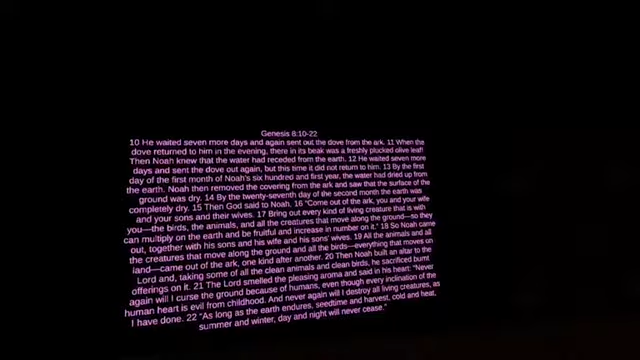 Genesis 8:10-22
10 He waited seven more days and again sent out the dove from the ark. 11 When the
dove returned to him in the evening, there in its beak was a freshly plucked olive leaf!
Then Noah knew that the water had receded from the earth. 12 He waited seven more
days and sent the dove out again, but this time it did not return to him. 13 By the first
day of the first month of Noah's six hundred and first year, the water had dried up from
the earth. Noah then removed the covering from the ark and saw that the surface of the
ground was dry. 14 By the twenty-seventh day of the second month the earth was
completely dry. 15 Then God said to Noah, 16 "Come out of the ark, you and your wife
and your sons and their wives. 17 Bring out every kind of living creature that is with
you—the birds, the animals, and all the creatures that move along the ground—so they
can multiply on the earth and be fruitful and increase in number on it." 18 So Noah came
out, together with his sons and his wife and his sons' wives. 19 All the animals and all
the creatures that move along the ground and all the birds—everything that moves on
land—came out of the ark, one kind after another. 20 Then Noah built an altar to the
Lord and, taking some of all the clean animals and clean birds, he sacrificed burnt
offerings on it. 21 The Lord smelled the pleasing aroma and said in his heart: "Never
again will I curse the ground because of humans, even though every inclination of the
human heart is evil from childhood. And never again will I destroy all living creatures, as
I have done. 22 "As long as the earth endures, seedtime and harvest, cold and heat,
summer and winter, day and night will never cease."